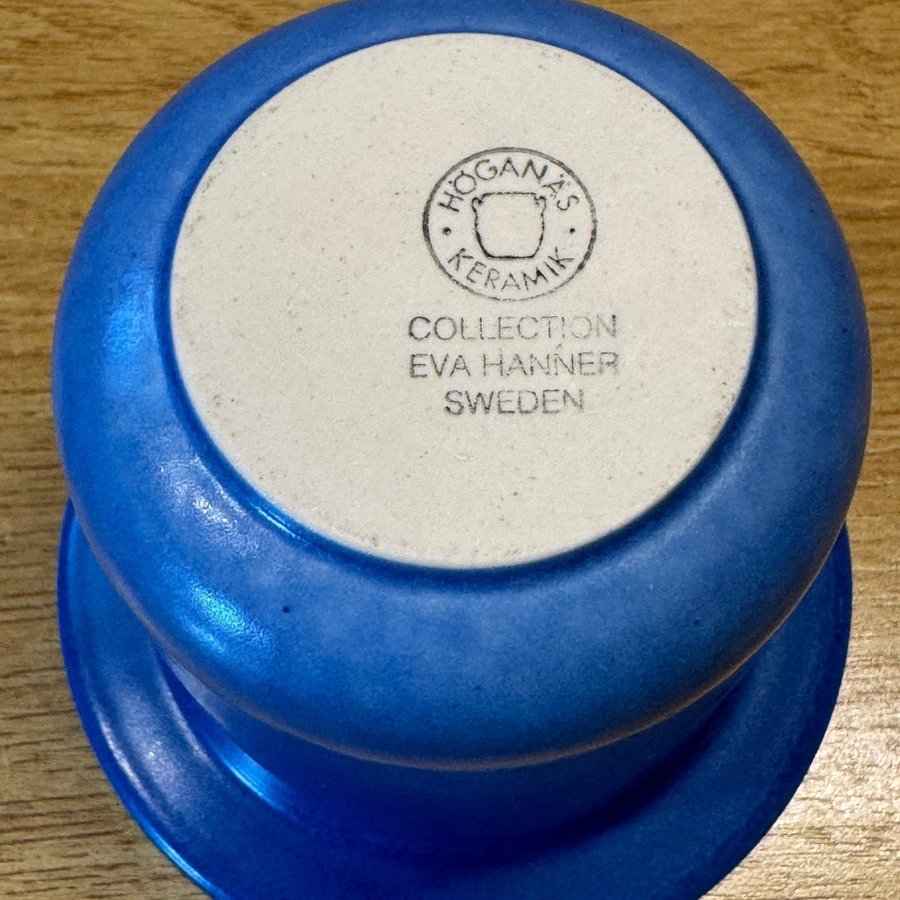 HÖGANÄS
KERAMIK
COLLECTION
EVA HANNER
SWEDEN